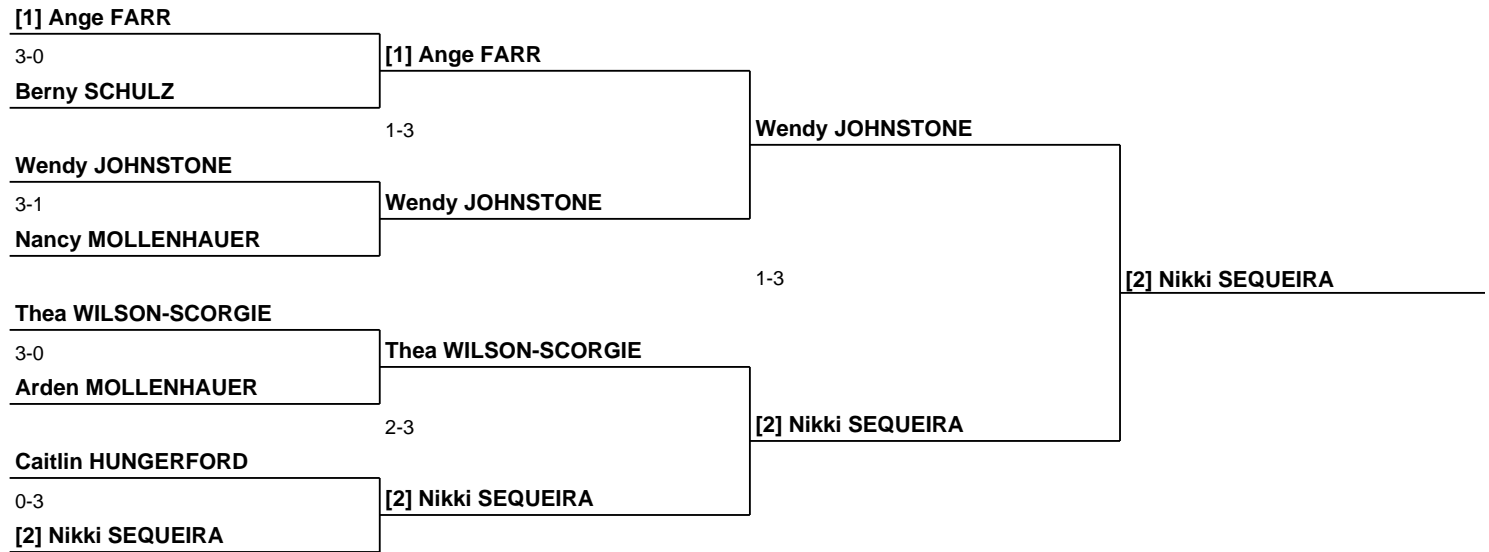 [1] Ange FARR
3-0
[1] Ange FARR
Berny SCHULZ
1-3
Wendy JOHNSTONE
Wendy JOHNSTONE
3-1
Wendy JOHNSTONE
Nancy MOLLENHAUER
1-3
[2] Nikki SEQUEIRA
Thea WILSON-SCORGIE
3-0
Thea WILSON-SCORGIE
Arden MOLLENHAUER
2-3
[2] Nikki SEQUEIRA
Caitlin HUNGERFORD
0-3
[2] Nikki SEQUEIRA
[2] Nikki SEQUEIRA